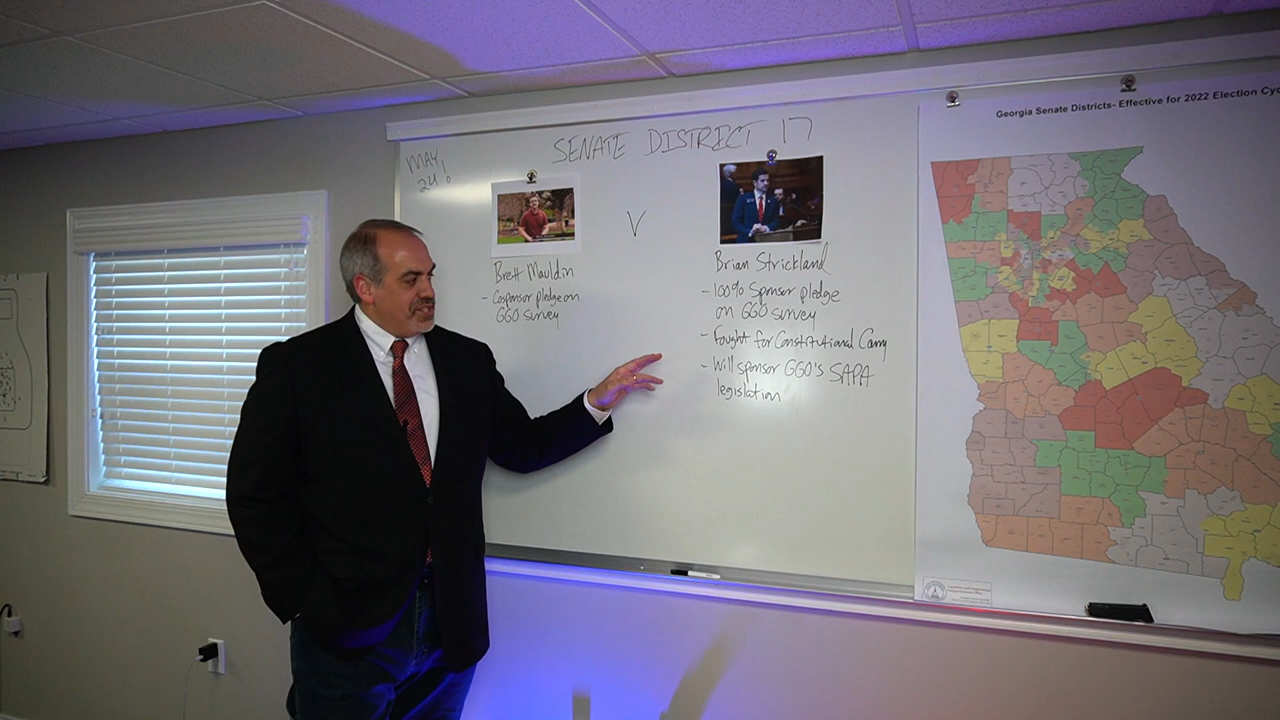 MAY
24!
SENATE DISTRICT 17
V
Brett Mauldin
- Cosponsor pledge on
GGO survey
Brian Strickland
- 100% Sponsor pledge
on GGO survey
- Fought for Constitutional Carry
- Will sponsor GGO'S SAPA
legislation
Georgia Senate Districts- Effective for 2022 Election Cyc